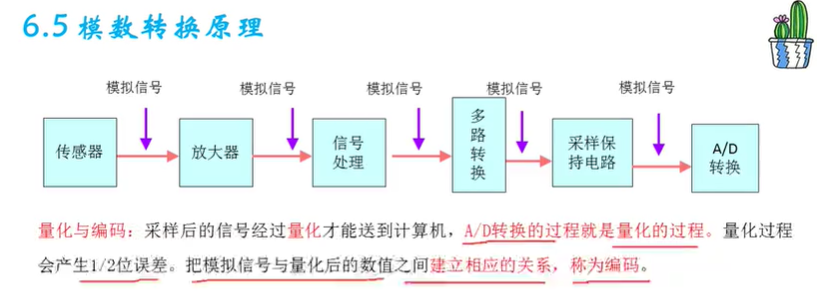 6.5 模数转换原理
模拟信号 模拟信号 模拟信号 模拟信号 模拟信号
传感器 放大器 信号处理 多路转换 采样保持电路 A/D转换
量化与编码：采样后的信号经过量化才能送到计算机，A/D转换的过程就是量化的过程。量化过程
会产生1/2位误差。把模拟信号与量化后的数值之间建立相应的关系，称为编码。